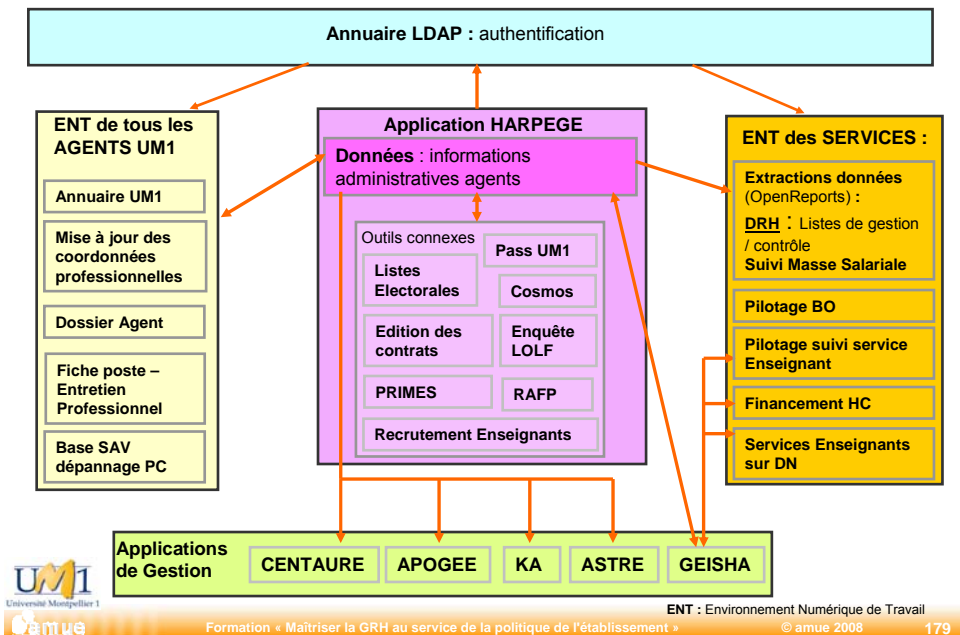 Annuaire LDAP : authentification
ENT de tous les
AGENTS UM1
Annuaire UM1
Mise à jour des
coordonnées
professionnelles
Dossier Agent
Fiche poste –
Entretien
Professionnel
Base SAV
dépannage PC
Application HARPEGE
Données : informations
administratives agents
Outils connexes
Pass UM1
Listes
Electorales
Cosmos
Edition des
contrats
Enquête
LOLF
PRIMES
RAFP
Recrutement Enseignants
ENT des SERVICES :
Extractions données
(OpenReports) :
DRH : Listes de gestion
/ contrôle
Suivi Masse Salariale
Pilotage BO
Pilotage suivi service
Enseignant
Financement HC
Services Enseignants
sur DN
Applications
de Gestion
CENTAURE
APOGEE
KA
ASTRE
GEISHA
UM1
Université Montpellier 1
ENT : Environnement Numérique de Travail
amue
Formation « Maîtriser la GRH au service de la politique de l'établissement »
© amue 2008
179